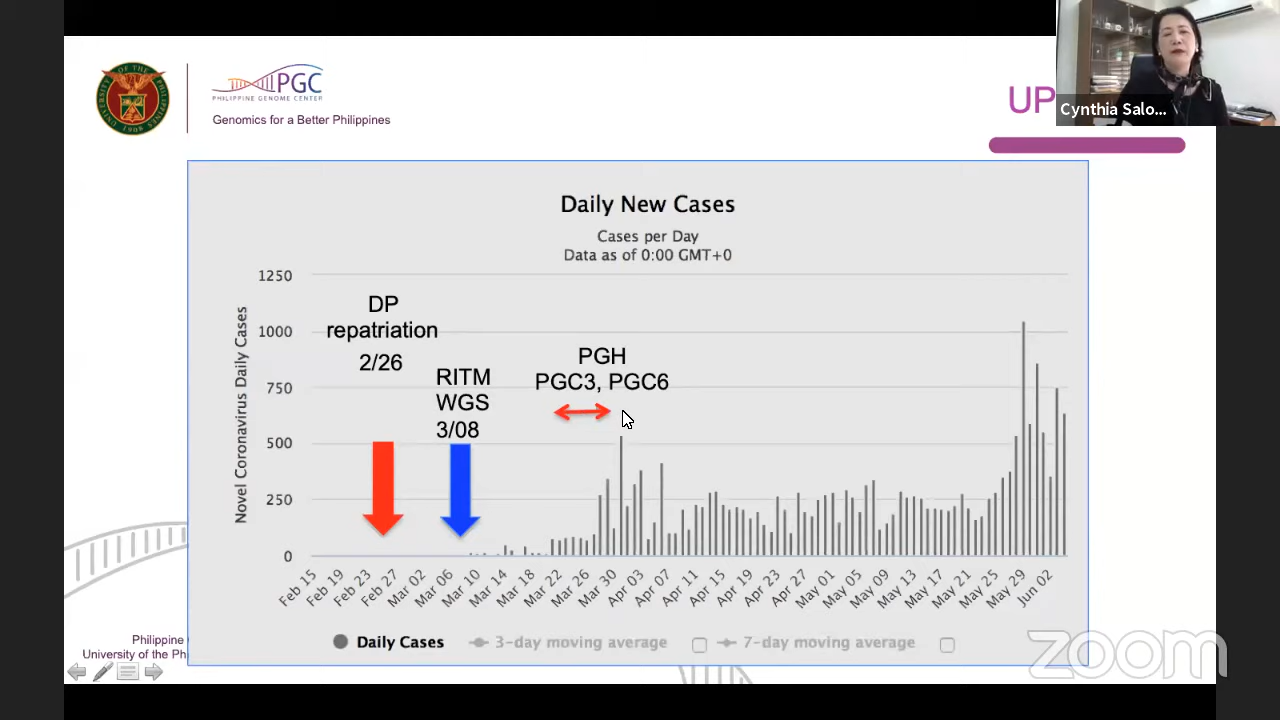 UNIVERSITY OF THE PHILIPPINES
1908
PGC
PHILIPPINE GENOME CENTER
Genomics for a Better Philippines
UP
Cynthia Salo...
Daily New Cases
Cases per Day
Data as of 0:00 GMT+0
Novel Coronavirus Daily Cases
1250
1000
750
500
250
0
DP
repatriation
2/26
RITM
WGS
3/08
PGH
PGC3, PGC6
Feb 15
Feb 19
Feb 23
Feb 27
Mar 02
Mar 06
Mar 10
Mar 14
Mar 18
Mar 22
Mar 26
Mar 30
Apr 03
Apr 07
Apr 11
Apr 15
Apr 19
Apr 23
Apr 27
May 01
May 05
May 09
May 13
May 17
May 21
May 25
May 29
Jun 02
Daily Cases
3-day moving average
7-day moving average
Philippine
University of the Ph
zoom